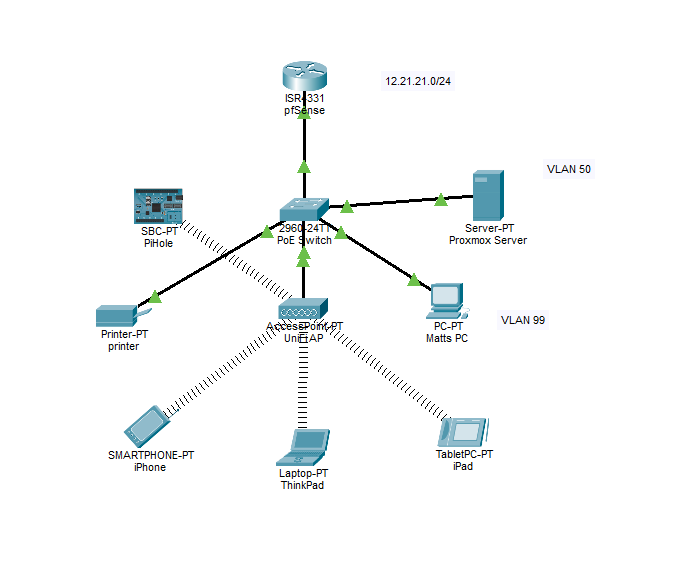 12.21.21.0/24
ISR4331
pfSense
VLAN 50
SBC-PT
PiHole
2960-24TT
PoE Switch
Server-PT
Proxmox Server
Printer-PT
printer
AccessPoint-PT
Unifi AP
PC-PT
Matts PC
VLAN 99
SMARTPHONE-PT
iPhone
Laptop-PT
ThinkPad
TabletPC-PT
iPad